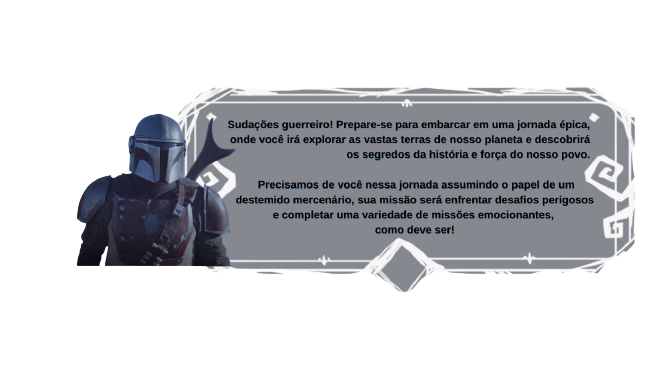 Sudações guerreiro! Prepare-se para embarcar em uma jornada épica,
onde você irá explorar as vastas terras de nosso planeta e descobrirá
os segredos da história e força do nosso povo.
Precisamos de você nessa jornada assumindo o papel de um
destemido mercenário, sua missão será enfrentar desafios perigosos
e completar uma variedade de missões emocionantes,
como deve ser!